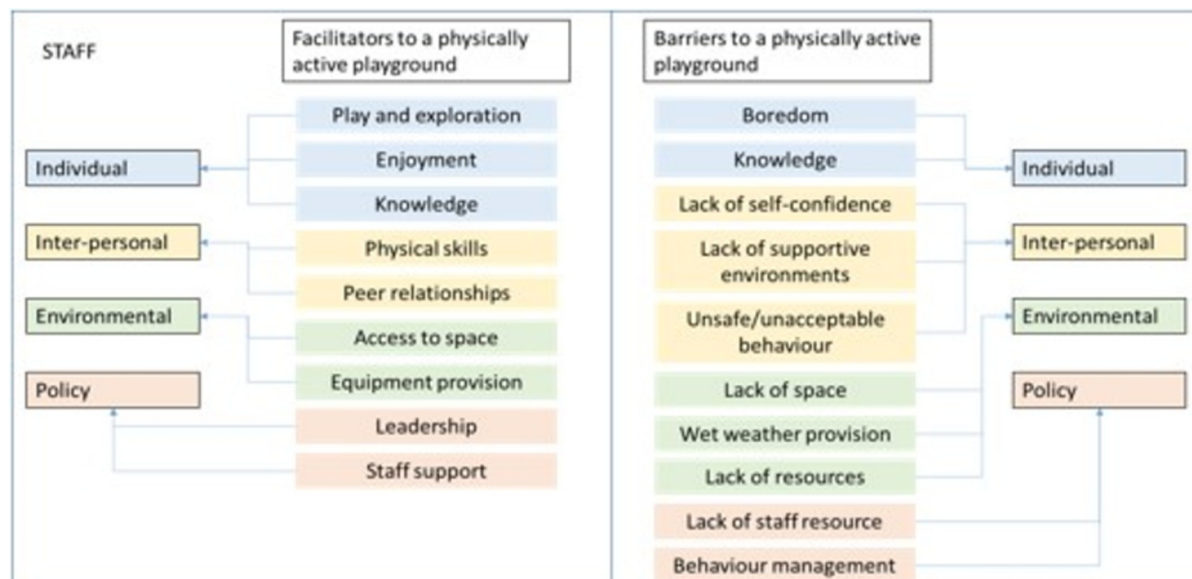 STAFF
Facilitators to a physically
active playground
Play and exploration
Enjoyment
Knowledge
Physical skills
Peer relationships
Access to space
Equipment provision
Leadership
Staff support
Individual
Inter-personal
Environmental
Policy
Barriers to a physically active
playground
Boredom
Knowledge
Lack of self-confidence
Lack of supportive
environments
Unsafe/unacceptable
behaviour
Lack of space
Wet weather provision
Lack of resources
Lack of staff resource
Behaviour management
Individual
Inter-personal
Environmental
Policy